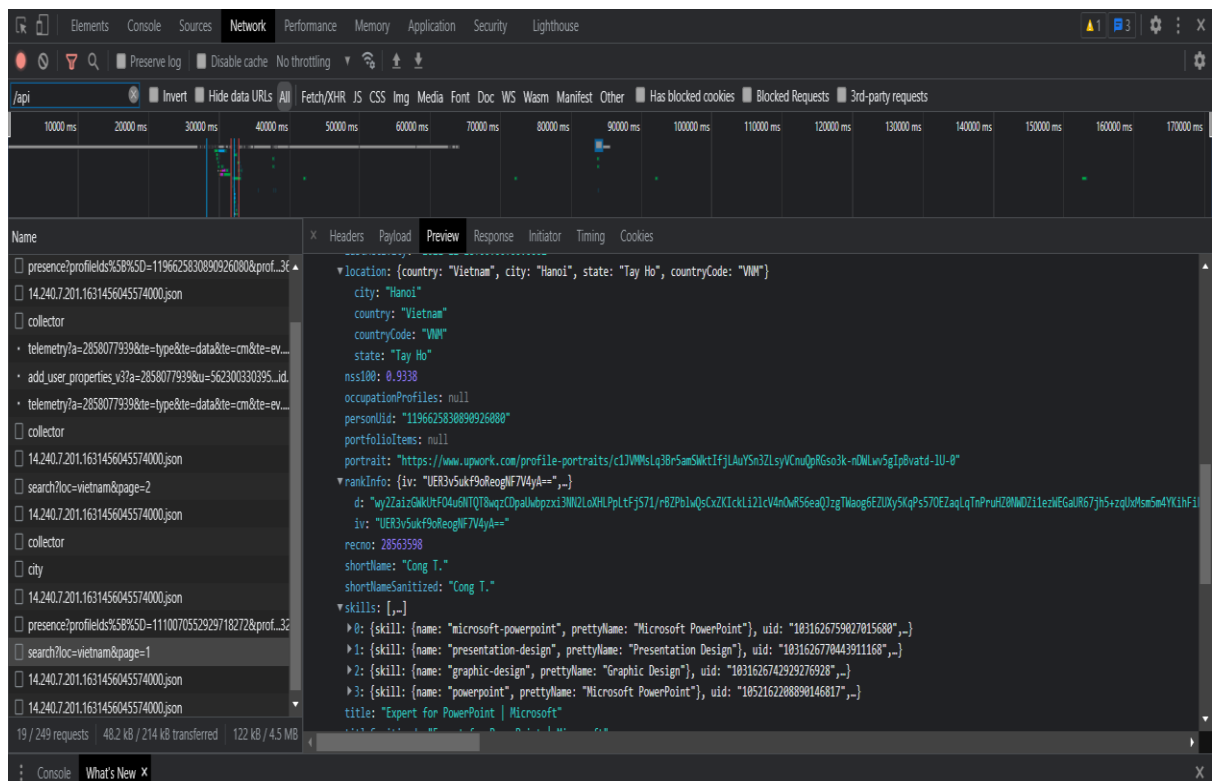 Elements Console Sources Network Performance Memory Application Security Lighthouse 1 3
Preserve log Disable cache No throttling
/api Invert Hide data URLs All Fetch/XHR JS CSS Img Media Font Doc WS Wasm Manifest Other Has blocked cookies Blocked Requests 3rd-party requests
10000 ms 20000 ms 30000 ms 40000 ms 50000 ms 60000 ms 70000 ms 80000 ms 90000 ms 100000 ms 110000 ms 120000 ms 130000 ms 140000 ms 150000 ms 160000 ms 170000 ms
Name
presence?profileIds%5B%5D=1196625830890926080&prof...36
14.240.7.201.1631456045574000.json
collector
telemetry?a=2858077939&te=type&te=data&te=cm&te=ev....
add_user_properties_v3?a=2858077939&u=562300330395...id.
telemetry?a=2858077939&te=type&te=data&te=cm&te=ev....
collector
14.240.7.201.1631456045574000.json
search?loc=vietnam&page=2
14.240.7.201.1631456045574000.json
collector
city
14.240.7.201.1631456045574000.json
presence?profileIds%5B%5D=1110070552929718272&prof...32
search?loc=vietnam&page=1
14.240.7.201.1631456045574000.json
14.240.7.201.1631456045574000.json
19 / 249 requests 48.2 kB / 214 kB transferred 122 kB / 4.5 MB
× Headers Payload Preview Response Initiator Timing Cookies
location: {country: "Vietnam", city: "Hanoi", state: "Tay Ho", countryCode: "VNM"}
city: "Hanoi"
country: "Vietnam"
countryCode: "VNM"
state: "Tay Ho"
nss100: 0.9338
occupationProfiles: null
personUid: "1196625830890926080"
portfolioItems: null
portrait: "https://www.upwork.com/profile-portraits/c1JVMMsLq3Br5amSWktIfjLAuYSn3ZLsyVCnuQpRGso3k-nDWLwv5gIpBvatd-lU-0"
rankInfo: {iv: "UER3v5ukf9oReogNF7V4yA==",…}
d:
iv: "UER3v5ukf9oReogNF7V4yA=="
recno: 28563598
shortName: "Cong T."
shortNameSanitized: "Cong T."
skills: [,…]
0: {skill: {name: "microsoft-powerpoint", prettyName: "Microsoft PowerPoint"}, uid: "1031626759027015680",…}
1: {skill: {name: "presentation-design", prettyName: "Presentation Design"}, uid: "1031626770443911168",…}
2: {skill: {name: "graphic-design", prettyName: "Graphic Design"}, uid: "1031626742929276928",…}
3: {skill: {name: "powerpoint", prettyName: "Microsoft PowerPoint"}, uid: "1052162208890146817",…}
title: "Expert for PowerPoint | Microsoft"
Console What's New ×